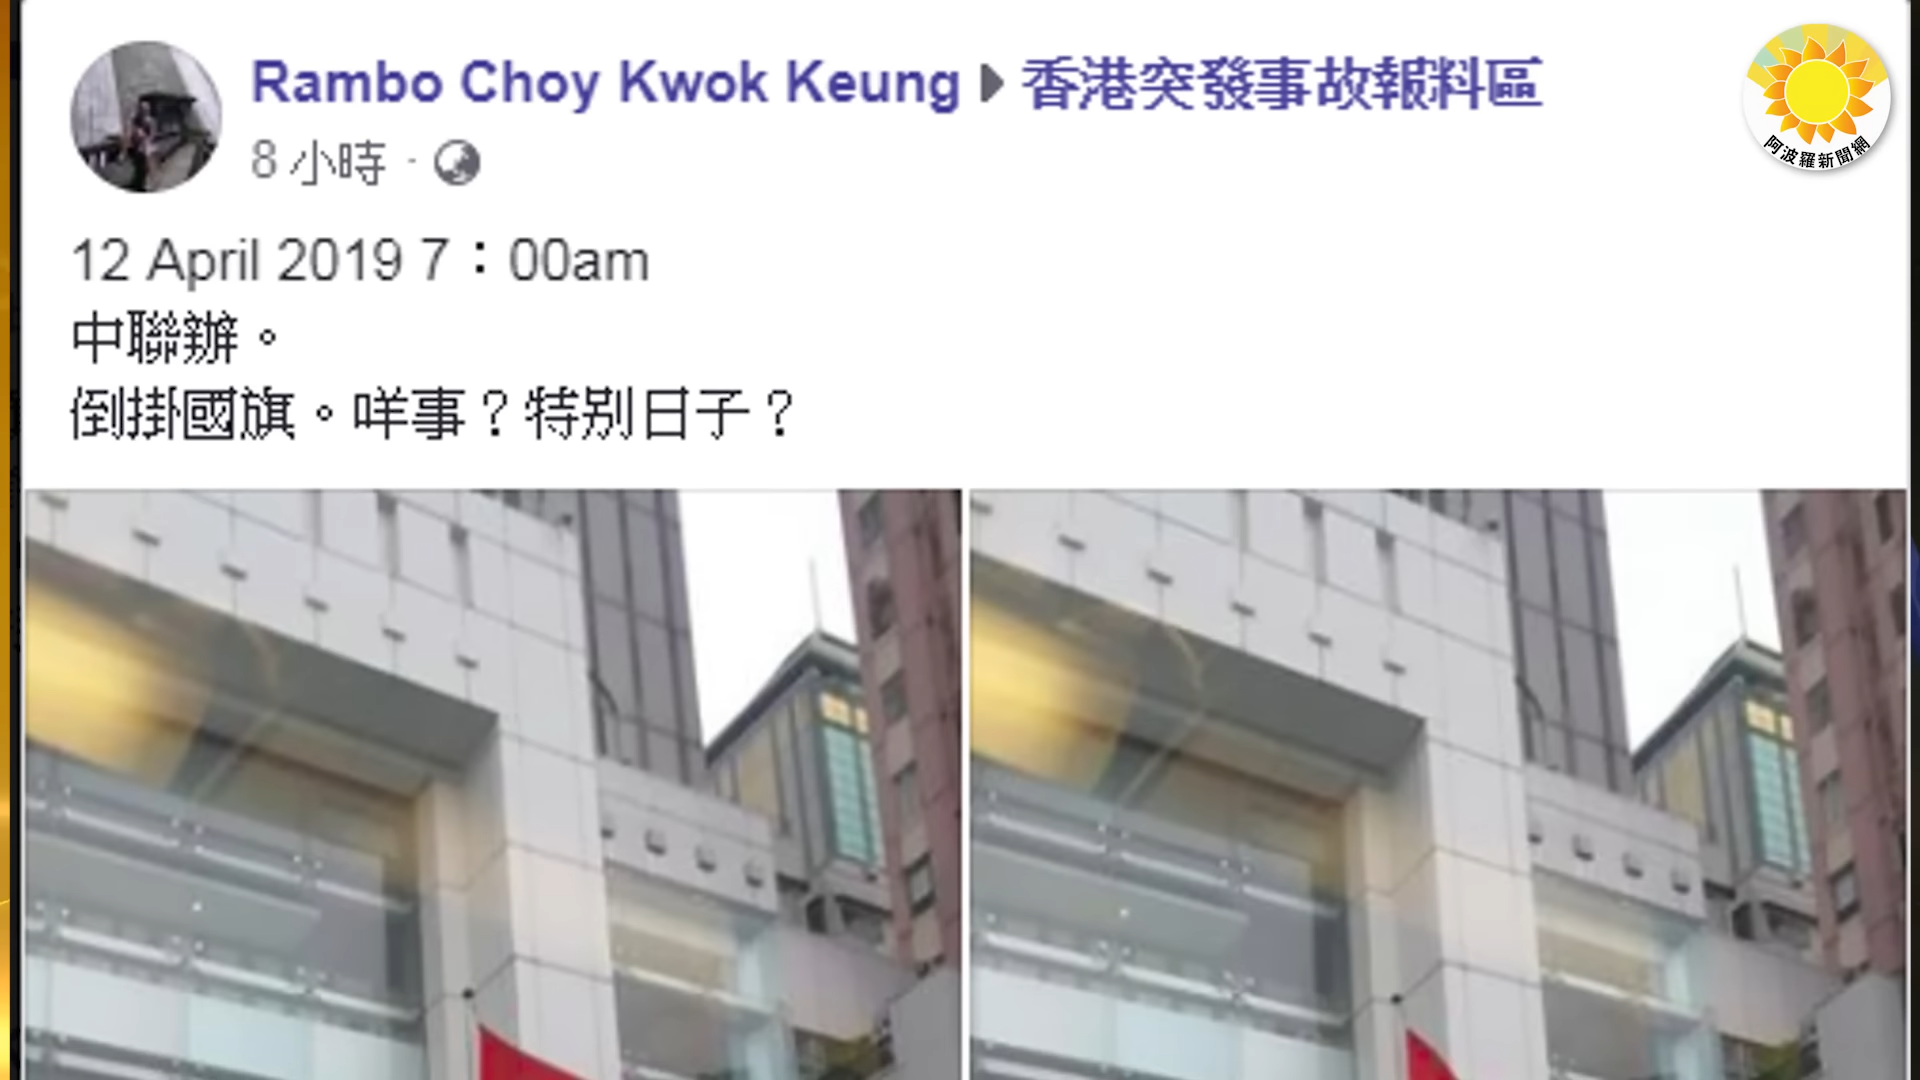 Rambo Choy Kwok Keung ▶ 香港突發事故報料區
8 小時 ·
12 April 2019 7：00am
中聯辦。
倒掛國旗。咩事？特別日子？
阿波羅新聞網